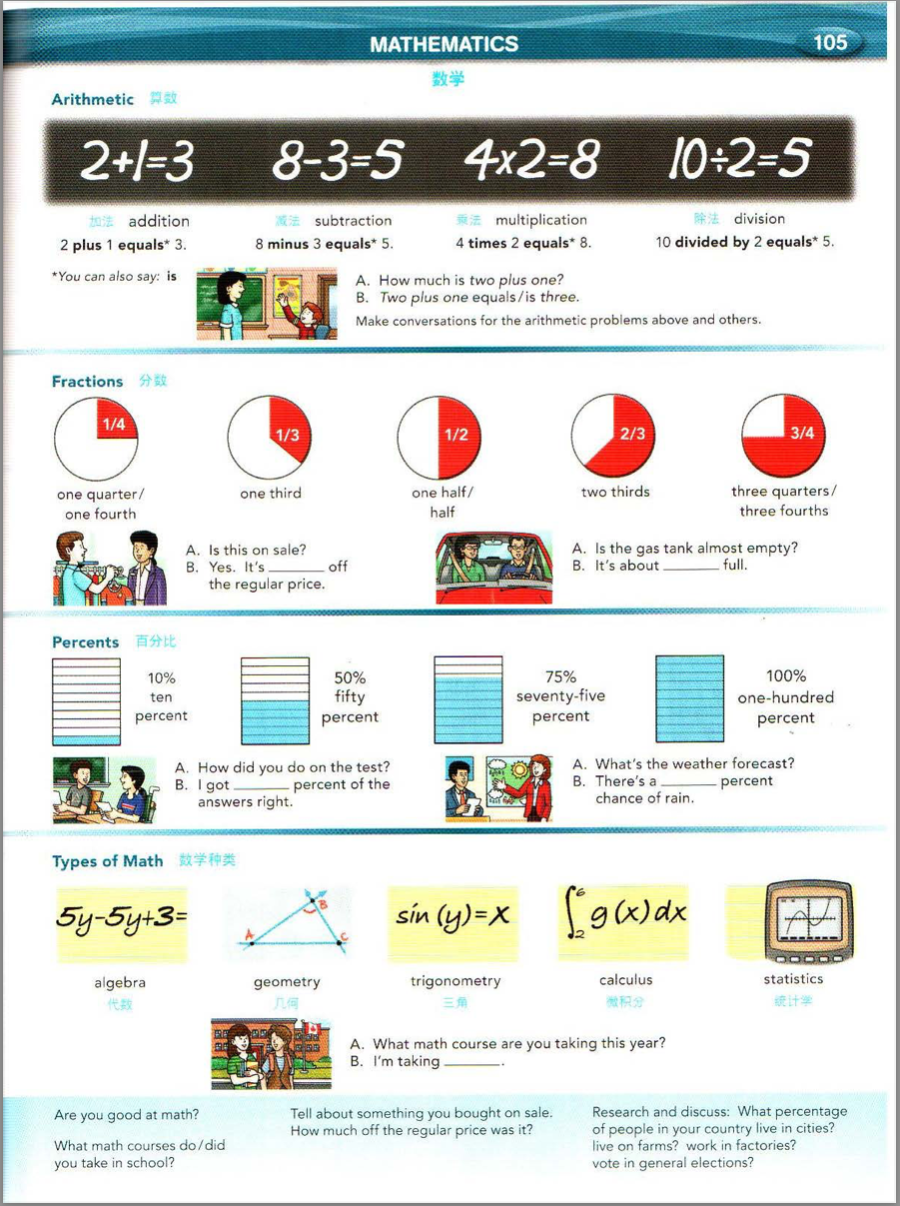 MATHEMATICS
105
数学
Arithmetic 算数
2+1=3 8-3=5 4x2=8 10÷2=5
加法 addition 减法 subtraction 乘法 multiplication 除法 division
2 plus 1 equals* 3. 8 minus 3 equals* 5. 4 times 2 equals* 8. 10 divided by 2 equals* 5.
*You can also say: is
A. How much is two plus one?
B. Two plus one equals/is three.
Make conversations for the arithmetic problems above and others.
Fractions 分数
1/4 1/3 1/2 2/3 3/4
one quarter/
one fourth
one third
one half/
half
two thirds
three quarters/
three fourths
A. Is this on sale?
B. Yes. It's ______ off
the regular price.
A. Is the gas tank almost empty?
B. It's about ______ full.
Percents 百分比
10%
ten
percent
50%
fifty
percent
75%
seventy-five
percent
100%
one-hundred
percent
A. How did you do on the test?
B. I got ______ percent of the
answers right.
A. What's the weather forecast?
B. There's a ______ percent
chance of rain.
Types of Math 数学种类
5y-5y+3=
A B C
sin (y)=x
∫₂⁶ g(x)dx
algebra geometry trigonometry calculus statistics
代数 几何 三角 微积分 统计学
A. What math course are you taking this year?
B. I'm taking ______.
Are you good at math?
What math courses do/did
you take in school?
Tell about something you bought on sale.
How much off the regular price was it?
Research and discuss: What percentage
of people in your country live in cities?
live on farms? work in factories?
vote in general elections?